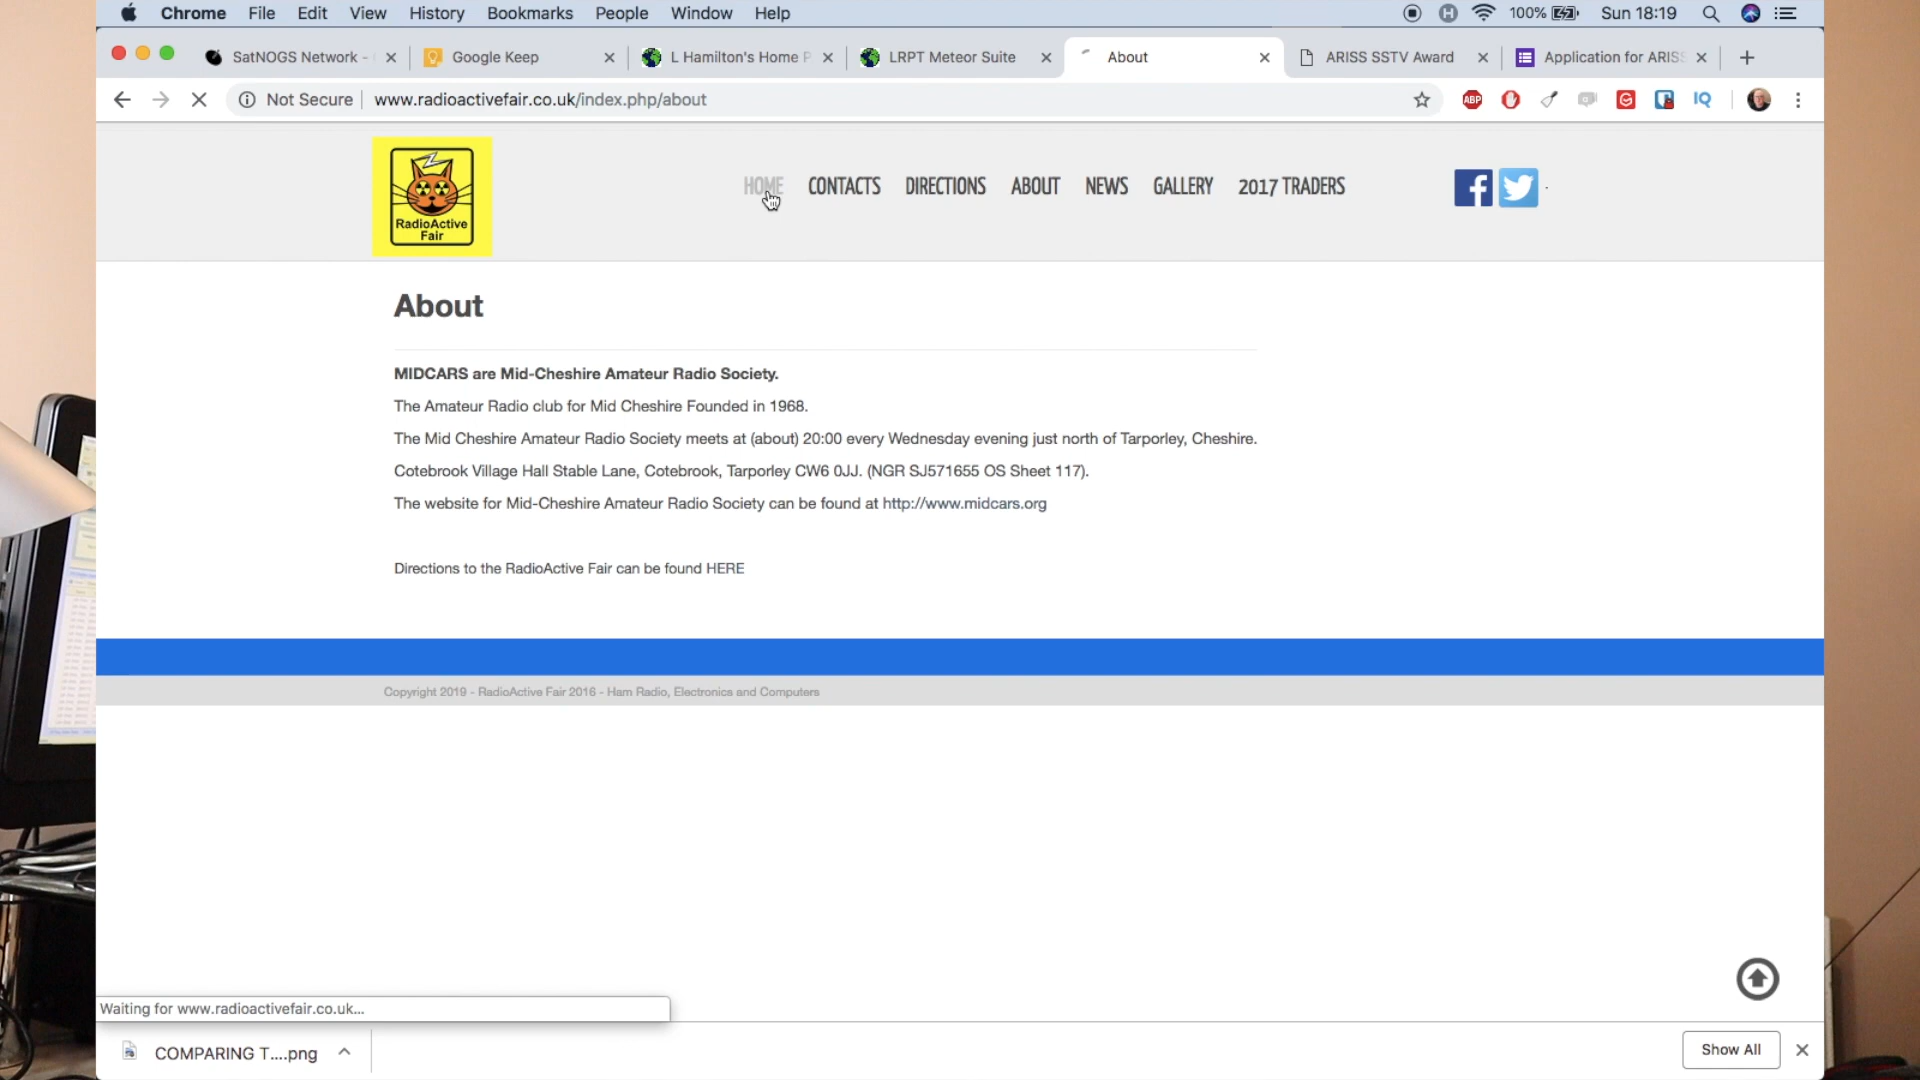 Chrome File Edit View History Bookmarks People Window Help 100% Sun 18:19
SatNOGS Network - Google Keep L Hamilton's Home P LRPT Meteor Suite About ARISS SSTV Award Application for ARISS
Not Secure www.radioactivefair.co.uk/index.php/about ABP IQ
RadioActive
Fair
HOME CONTACTS DIRECTIONS ABOUT NEWS GALLERY 2017 TRADERS
About
MIDCARS are Mid-Cheshire Amateur Radio Society.
The Amateur Radio club for Mid Cheshire Founded in 1968.
The Mid Cheshire Amateur Radio Society meets at (about) 20:00 every Wednesday evening just north of Tarporley, Cheshire.
Cotebrook Village Hall Stable Lane, Cotebrook, Tarporley CW6 0JJ. (NGR SJ571655 OS Sheet 117).
The website for Mid-Cheshire Amateur Radio Society can be found at http://www.midcars.org
Directions to the RadioActive Fair can be found HERE
Copyright 2019 - RadioActive Fair 2016 - Ham Radio, Electronics and Computers
Waiting for www.radioactivefair.co.uk...
COMPARING T....png Show All